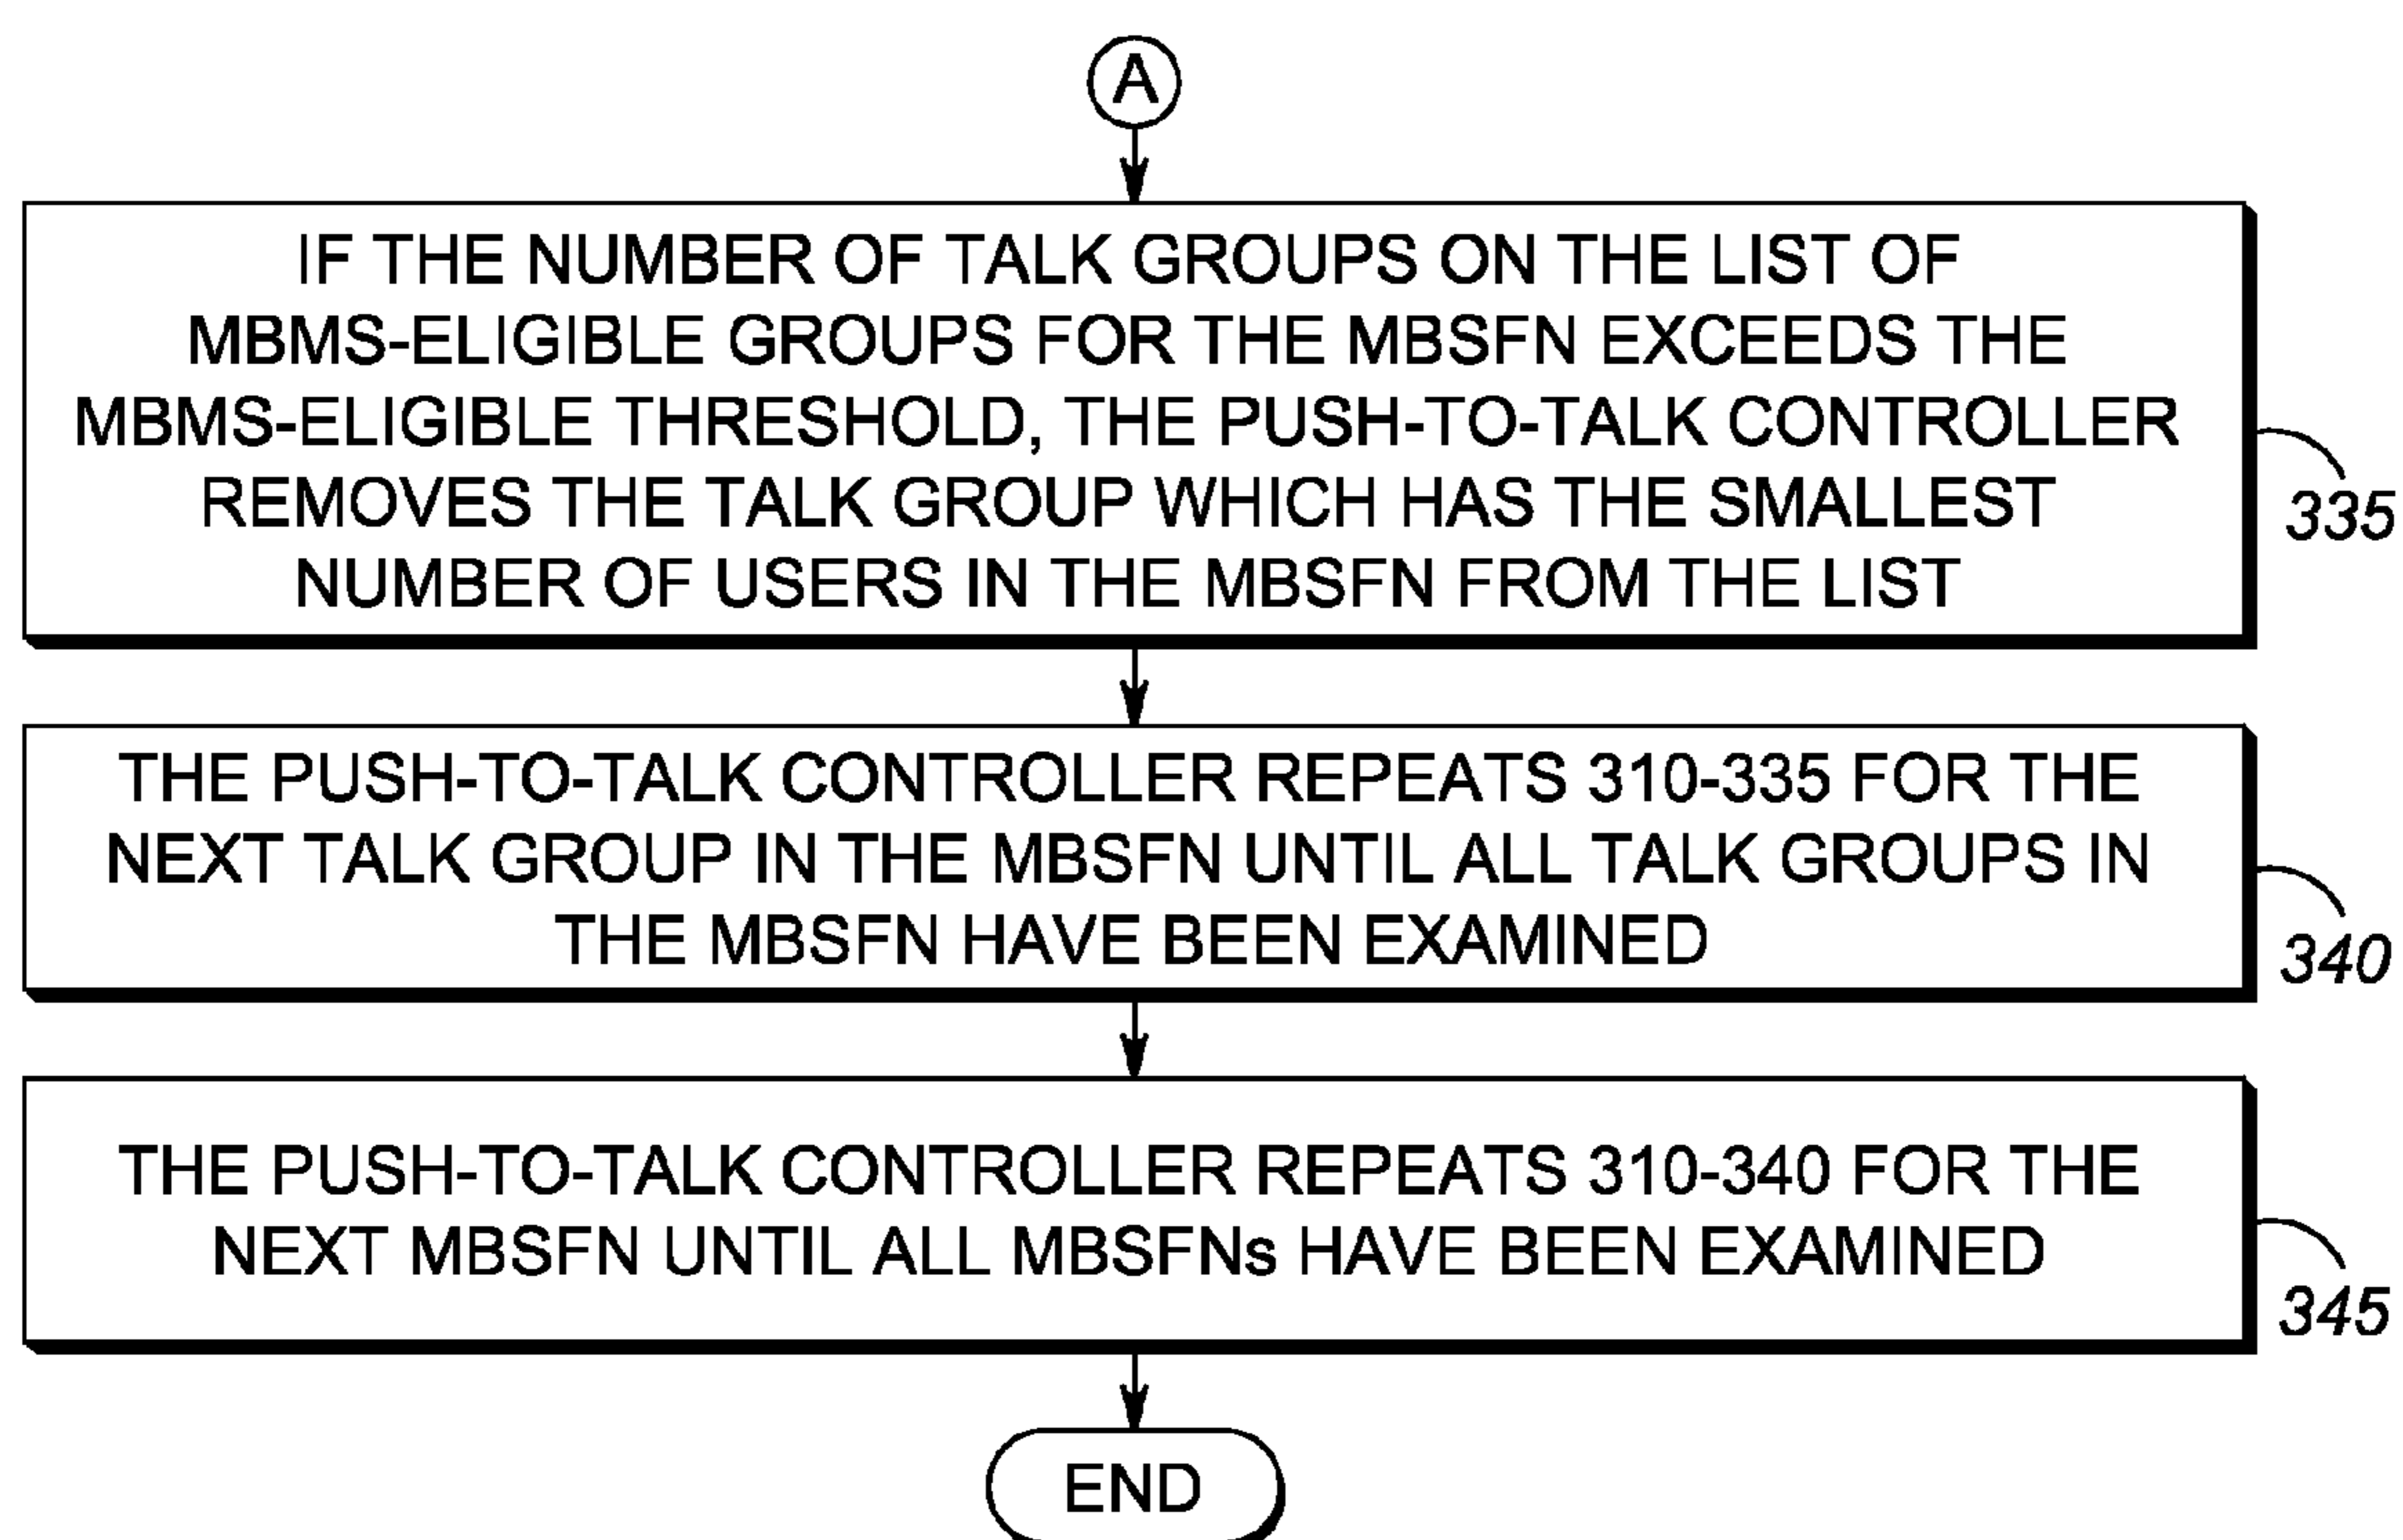 A
IF THE NUMBER OF TALK GROUPS ON THE LIST OF
MBMS-ELIGIBLE GROUPS FOR THE MBSFN EXCEEDS THE
MBMS-ELIGIBLE THRESHOLD, THE PUSH-TO-TALK CONTROLLER
REMOVES THE TALK GROUP WHICH HAS THE SMALLEST
NUMBER OF USERS IN THE MBSFN FROM THE LIST
335
THE PUSH-TO-TALK CONTROLLER REPEATS 310-335 FOR THE
NEXT TALK GROUP IN THE MBSFN UNTIL ALL TALK GROUPS IN
THE MBSFN HAVE BEEN EXAMINED
340
THE PUSH-TO-TALK CONTROLLER REPEATS 310-340 FOR THE
NEXT MBSFN UNTIL ALL MBSFNs HAVE BEEN EXAMINED
345
END